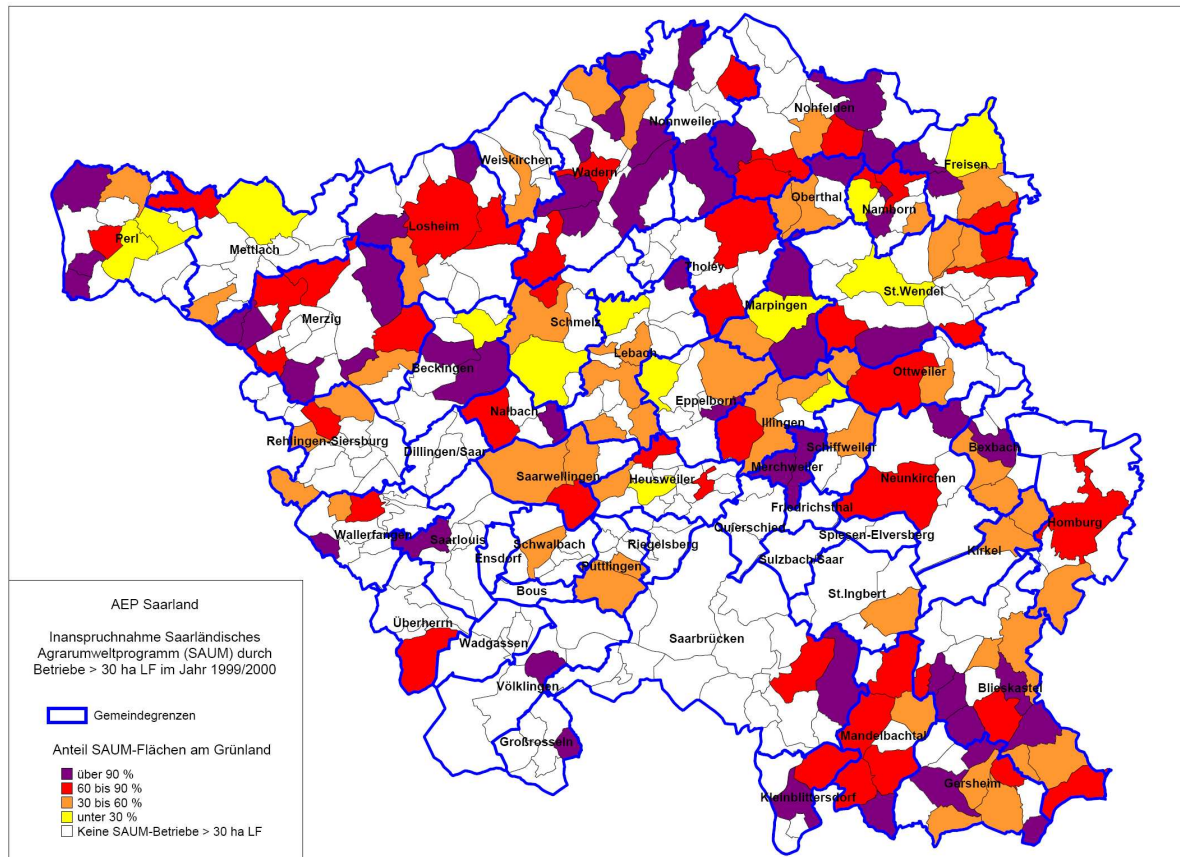 Nohfelden
Nonnweiler
Weiskirchen
Freisen
Wadern
Oberthal
Namborn
Losheim
Perl
Mettlach
Tholey
St.Wendel
Marpingen
Merzig
Schmelz
Lebach
Beckingen
Ottweiler
Eppelborn
Nalbach
Illingen
Rehlingen-Siersburg
Schiffweiler
Bexbach
Dillingen/Saar
Merchweiler
Saarwellingen
Heusweiler
Neunkirchen
Friedrichsthal
Homburg
Quierschied
Wallerfangen
Saarlouis
Spiesen-Elversberg
Schwalbach
Riegelsberg
Ensdorf
Kirkel
Püttlingen
Sulzbach/Saar
Bous
St.Ingbert
Überherrn
Wadgassen
Saarbrücken
Völklingen
Blieskastel
Großrosseln
Mandelbachtal
Gersheim
Kleinblittersdorf
AEP Saarland
Inanspruchnahme Saarländisches
Agrarumweltprogramm (SAUM) durch
Betriebe > 30 ha LF im Jahr 1999/2000
Gemeindegrenzen
Anteil SAUM-Flächen am Grünland
über 90 %
60 bis 90 %
30 bis 60 %
unter 30 %
Keine SAUM-Betriebe > 30 ha LF